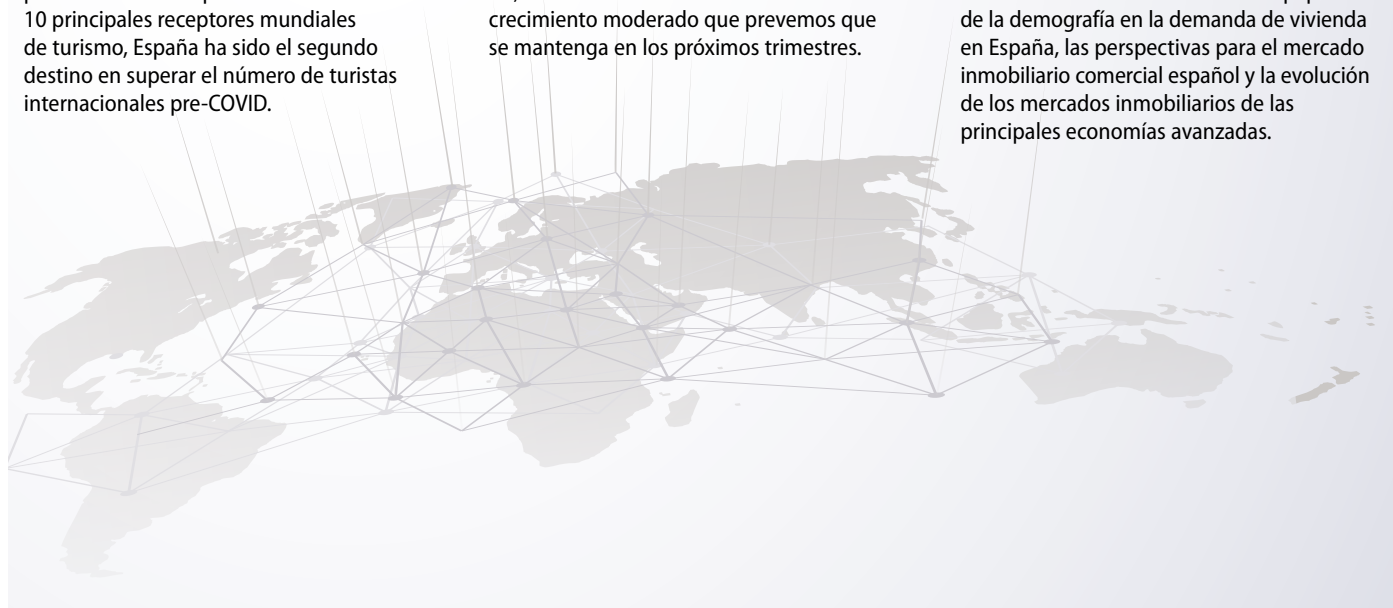 10 principales receptores mundiales
de turismo, España ha sido el segundo
destino en superar el número de turistas
internacionales pre-COVID.
crecimiento moderado que prevemos que
se mantenga en los próximos trimestres.
de la demografía en la demanda de vivienda
en España, las perspectivas para el mercado
inmobiliario comercial español y la evolución
de los mercados inmobiliarios de las
principales economías avanzadas.